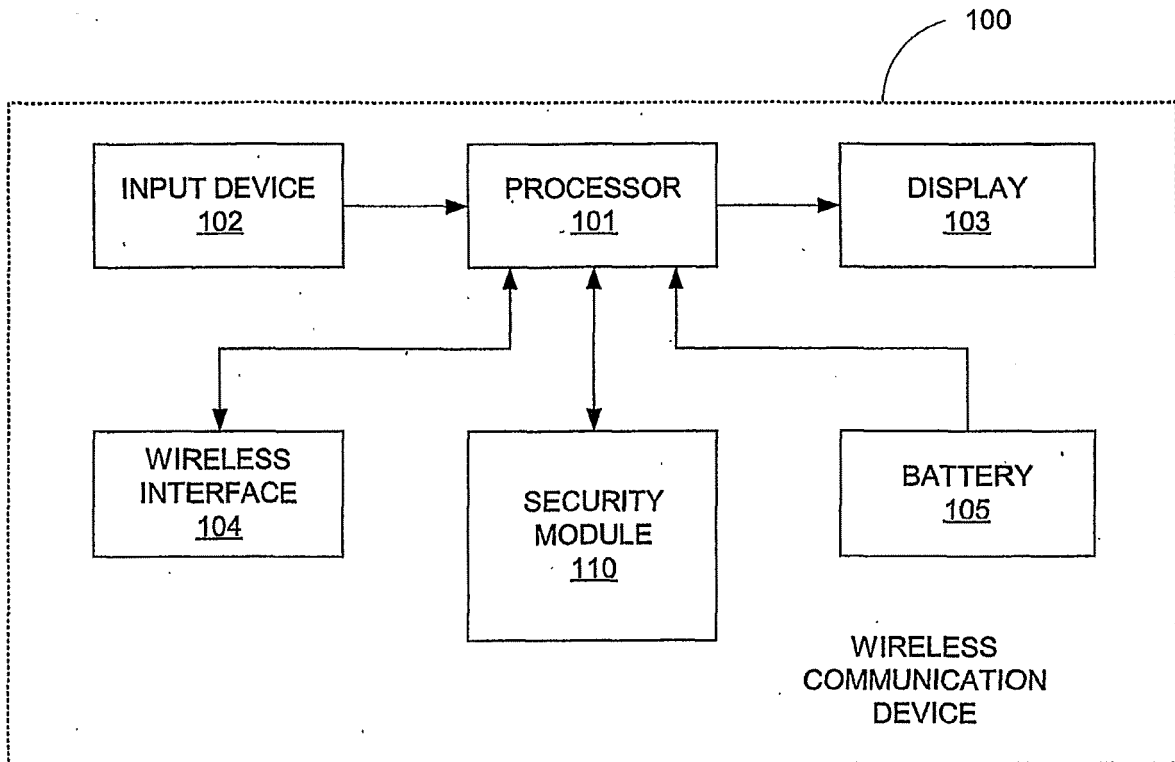 100
INPUT DEVICE
102
PROCESSOR
101
DISPLAY
103
WIRELESS
INTERFACE
104
SECURITY
MODULE
110
BATTERY
105
WIRELESS
COMMUNICATION
DEVICE